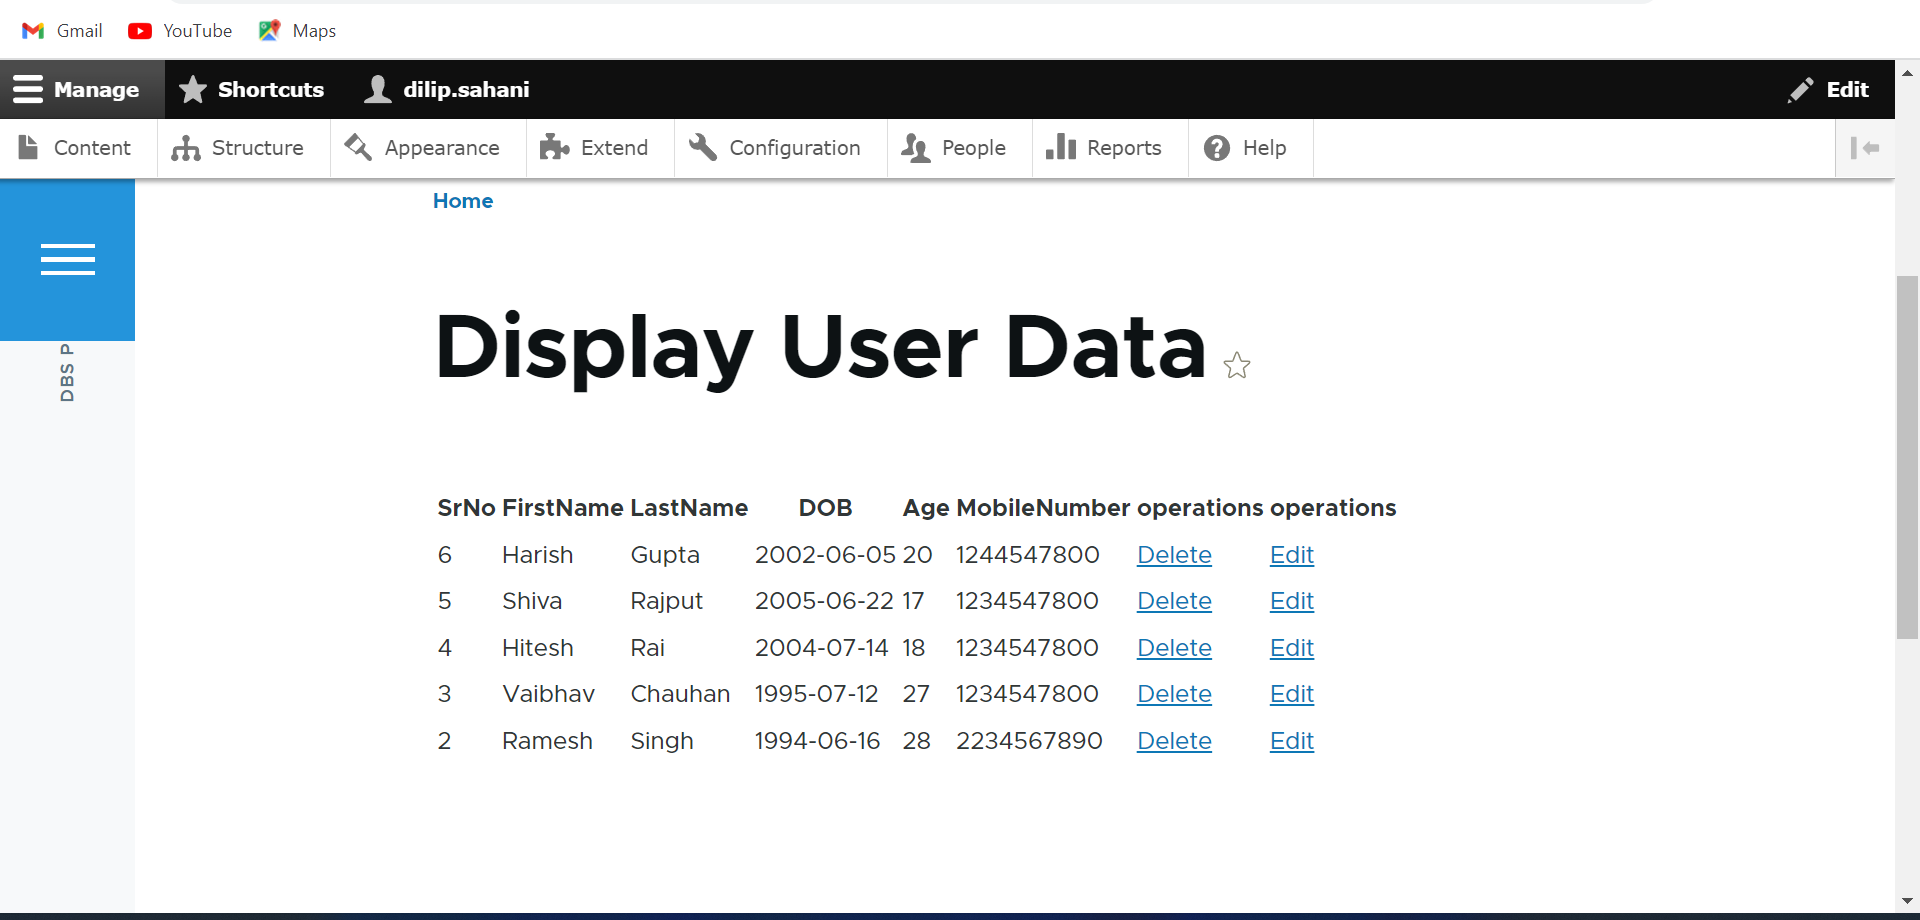 Gmail YouTube Maps
Manage Shortcuts dilip.sahani Edit
Content Structure Appearance Extend Configuration People Reports Help
Home
DBS P
Display User Data
SrNo FirstName LastName DOB Age MobileNumber operations operations
6 Harish Gupta 2002-06-05 20 1244547800 Delete Edit
5 Shiva Rajput 2005-06-22 17 1234547800 Delete Edit
4 Hitesh Rai 2004-07-14 18 1234547800 Delete Edit
3 Vaibhav Chauhan 1995-07-12 27 1234547800 Delete Edit
2 Ramesh Singh 1994-06-16 28 2234567890 Delete Edit